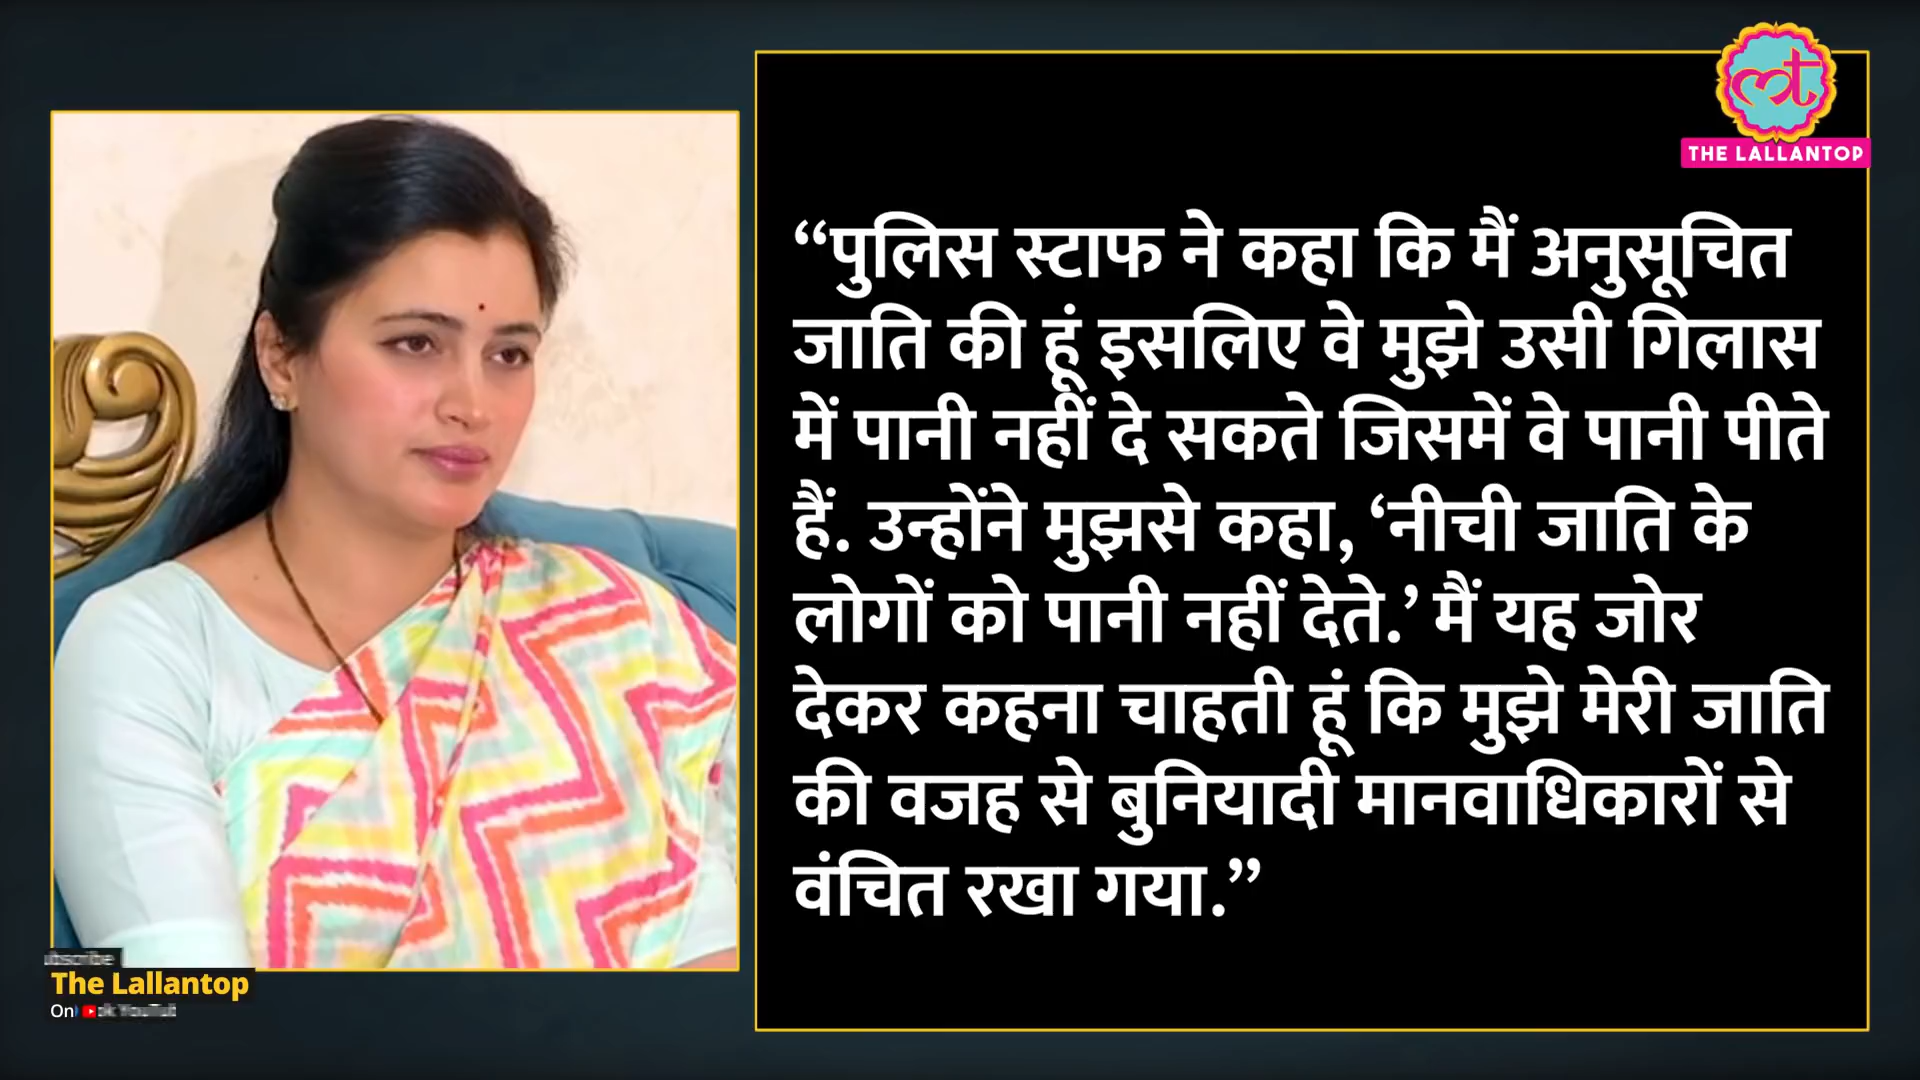 THE LALLANTOP
“पुलिस स्टाफ ने कहा कि मैं अनुसूचित
जाति की हूं इसलिए वे मुझे उसी गिलास
में पानी नहीं दे सकते जिसमें वे पानी पीते
हैं. उन्होंने मुझसे कहा, ‘नीची जाति के
लोगों को पानी नहीं देते.’ मैं यह जोर
देकर कहना चाहती हूं कि मुझे मेरी जाति
की वजह से बुनियादी मानवाधिकारों से
वंचित रखा गया.”
The Lallantop
On